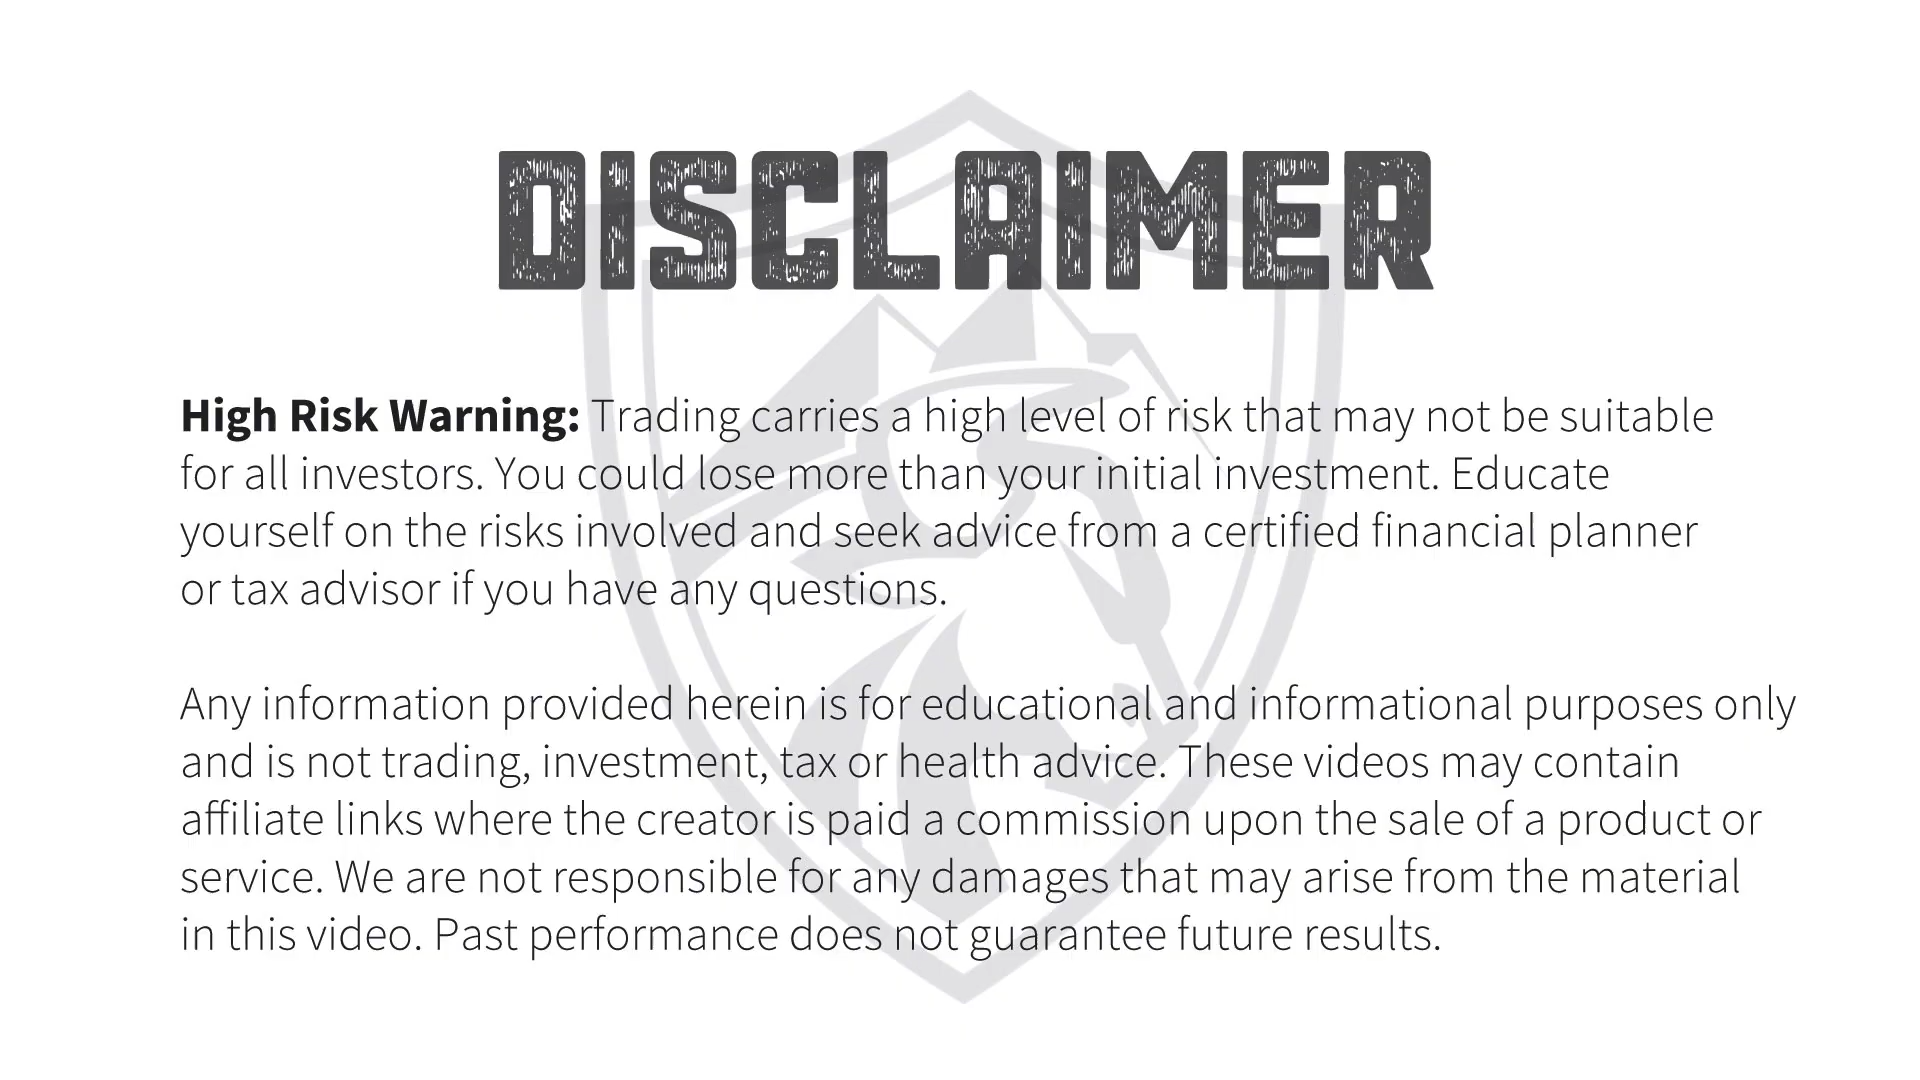 DISCLAIMER
High Risk Warning: Trading carries a high level of risk that may not be suitable
for all investors. You could lose more than your initial investment. Educate
yourself on the risks involved and seek advice from a certified financial planner
or tax advisor if you have any questions.
Any information provided herein is for educational and informational purposes only
and is not trading, investment, tax or health advice. These videos may contain
affiliate links where the creator is paid a commission upon the sale of a product or
service. We are not responsible for any damages that may arise from the material
in this video. Past performance does not guarantee future results.